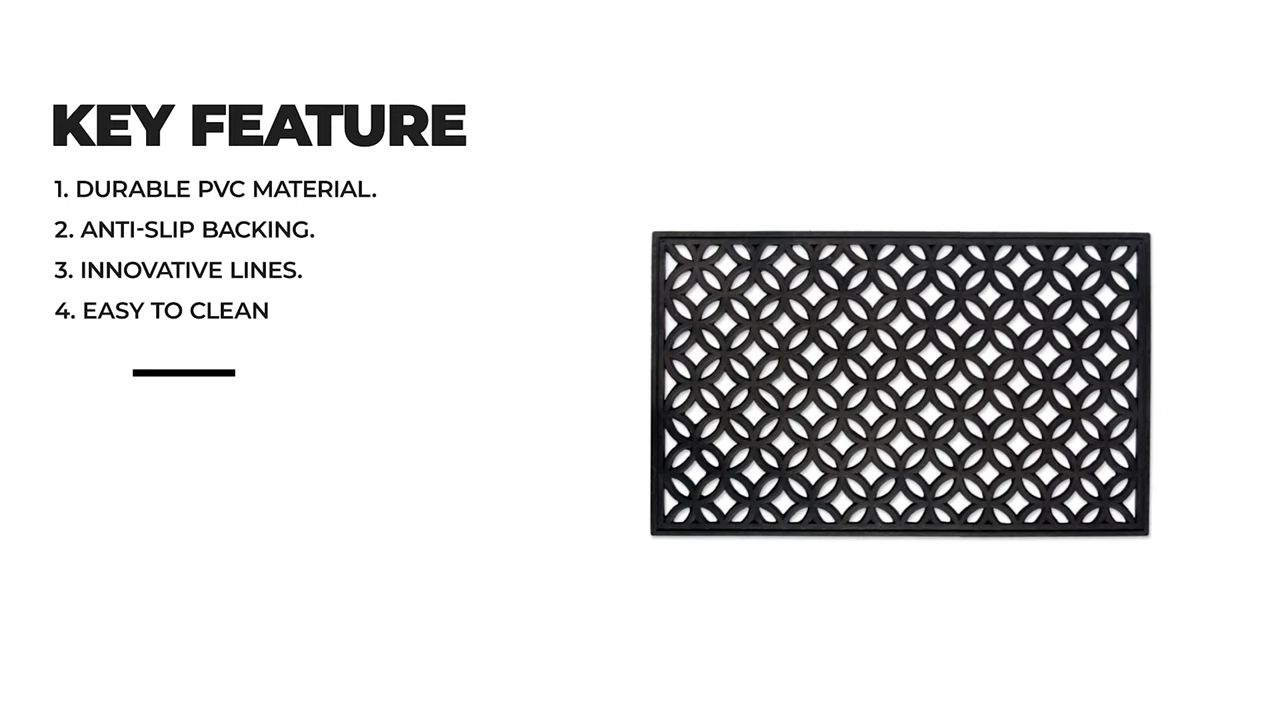 KEY FEATURE
1. DURABLE PVC MATERIAL.
2. ANTI-SLIP BACKING.
3. INNOVATIVE LINES.
4. EASY TO CLEAN